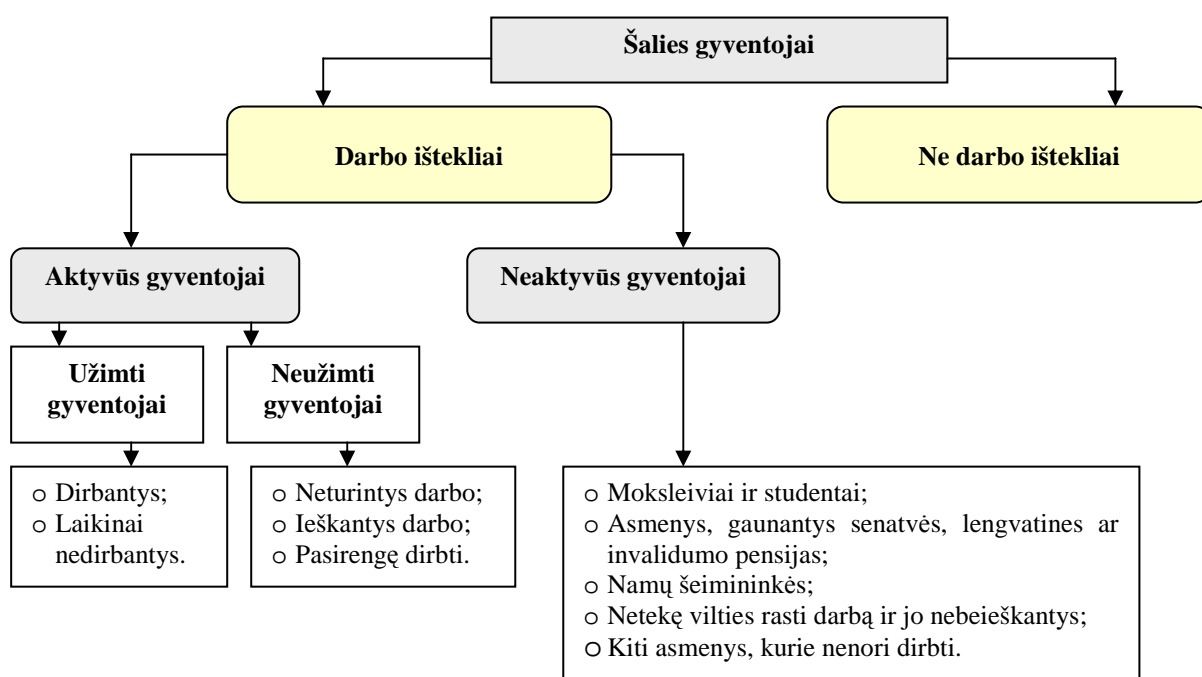 Šalies gyventojai
Darbo ištekliai
Ne darbo ištekliai
Aktyvūs gyventojai
Neaktyvūs gyventojai
Užimti
gyventojai
Neužimti
gyventojai
o Dirbantys;
o Laikinai
nedirbantys.
o Neturintys darbo;
o Ieškantys darbo;
o Pasirengę dirbti.
o Moksleiviai ir studentai;
o Asmenys, gaunantys senatvės, lengvatines ar
invalidumo pensijas;
o Namų šeimininkės;
o Netekę vilties rasti darbą ir jo nebeieškantys;
o Kiti asmenys, kurie nenori dirbti.